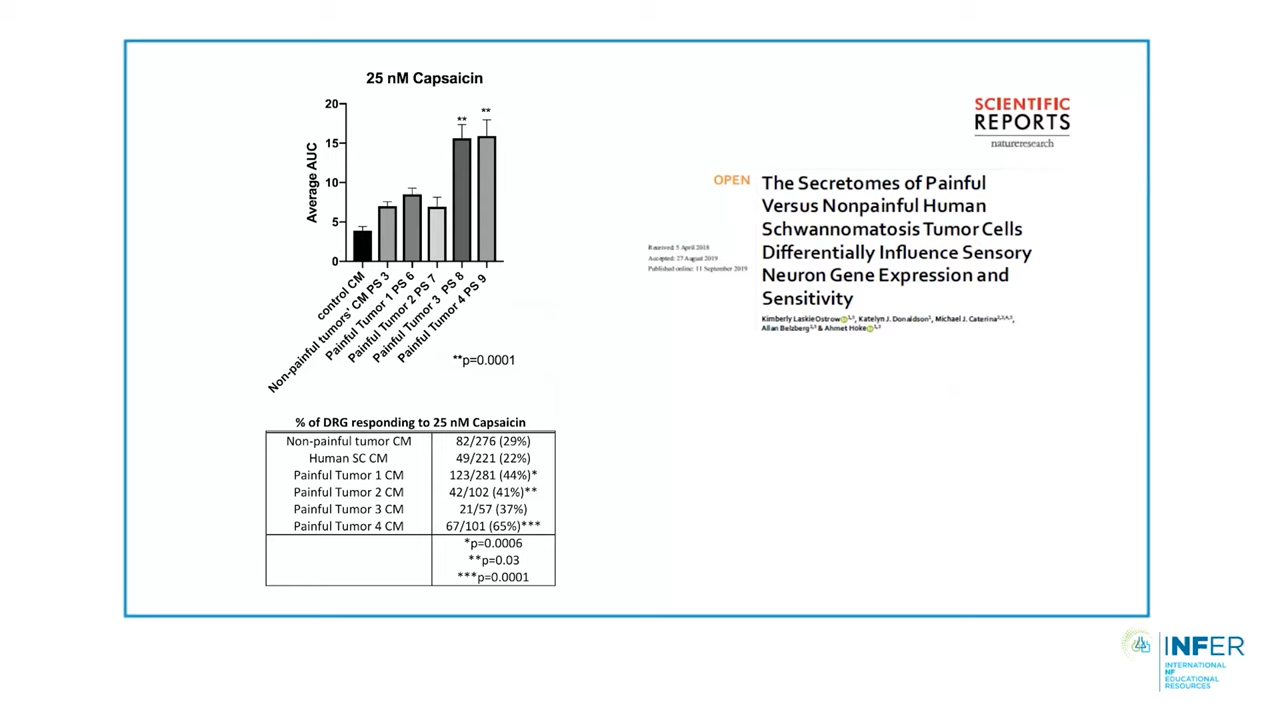 25 nM Capsaicin
Average AUC
20
15
10
5
0
**
**
control CM
Non-painful tumors' CM PS 3
Painful Tumor 1 PS 6
Painful Tumor 2 PS 7
Painful Tumor 3 PS 8
Painful Tumor 4 PS 9
**p=0.0001
% of DRG responding to 25 nM Capsaicin
Non-painful tumor CM 82/276 (29%)
Human SC CM 49/221 (22%)
Painful Tumor 1 CM 123/281 (44%)*
Painful Tumor 2 CM 42/102 (41%)**
Painful Tumor 3 CM 21/57 (37%)
Painful Tumor 4 CM 67/101 (65%)***
*p=0.0006
**p=0.03
***p=0.0001
SCIENTIFIC
REPORTS
natureresearch
OPEN
The Secretomes of Painful
Versus Nonpainful Human
Schwannomatosis Tumor Cells
Differentially Influence Sensory
Neuron Gene Expression and
Sensitivity
Received: 5 April 2018
Accepted: 27 August 2019
Published online: 11 September 2019
Kimberly Laskie Ostrow, Katelyn J. Donaldson, Michael J. Caterina,
Allan Belzberg & Ahmet Hoke
INFER
INTERNATIONAL
NF
EDUCATIONAL
RESOURCES